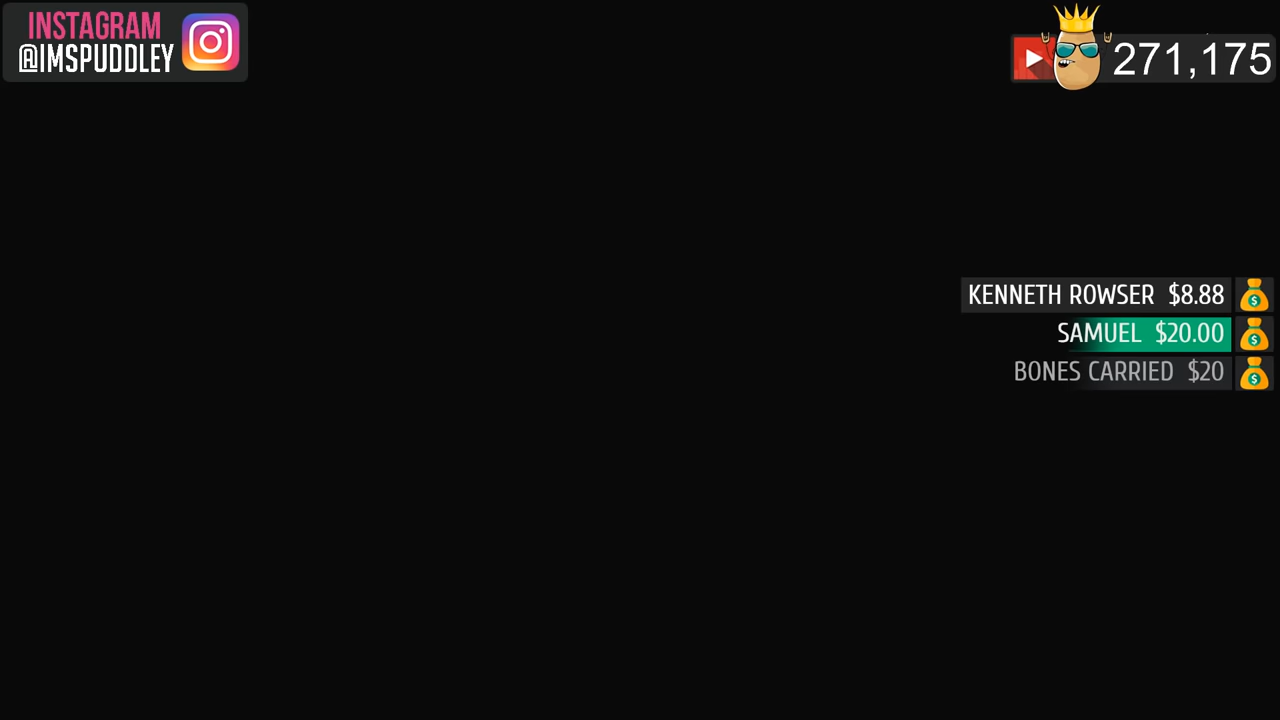 INSTAGRAM
@IMSPUDDLEY
271,175
KENNETH ROWSER $8.88
SAMUEL $20.00
BONES CARRIED $20